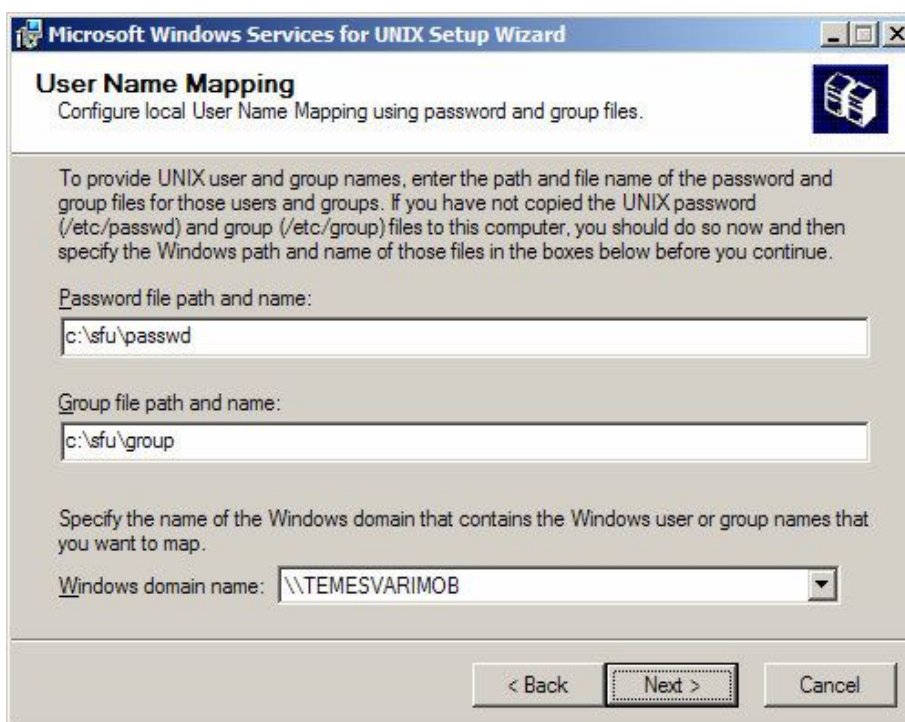 Microsoft Windows Services for UNIX Setup Wizard
User Name Mapping
Configure local User Name Mapping using password and group files.
To provide UNIX user and group names, enter the path and file name of the password and
group files for those users and groups. If you have not copied the UNIX password
(/etc/passwd) and group (/etc/group) files to this computer, you should do so now and then
specify the Windows path and name of those files in the boxes below before you continue.
Password file path and name:
c:\sfu\passwd
Group file path and name:
c:\sfu\group
Specify the name of the Windows domain that contains the Windows user or group names that
you want to map.
Windows domain name: \\TEMESVARIMOB
< Back Next > Cancel